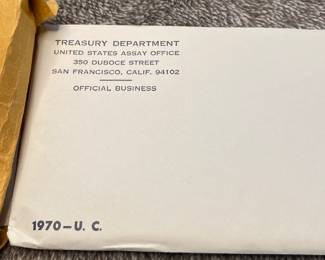 TREASURY DEPARTMENT
UNITED STATES ASSAY OFFICE
350 DUBOCE STREET
SAN FRANCISCO, CALIF. 94102
OFFICIAL BUSINESS
1970-U. C.